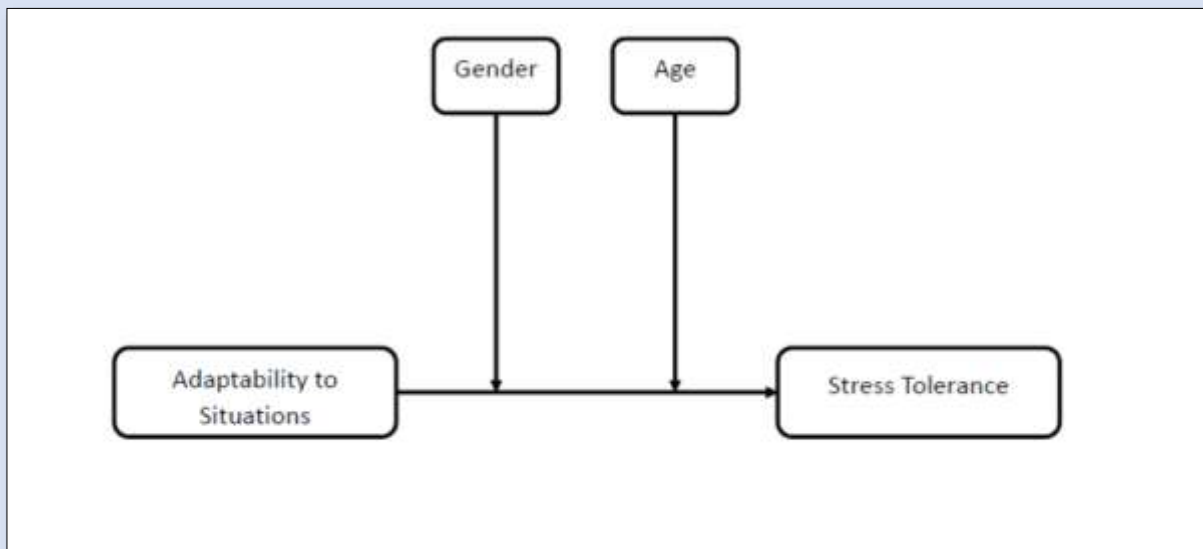 Gender
Age
Adaptability to
Situations
Stress Tolerance